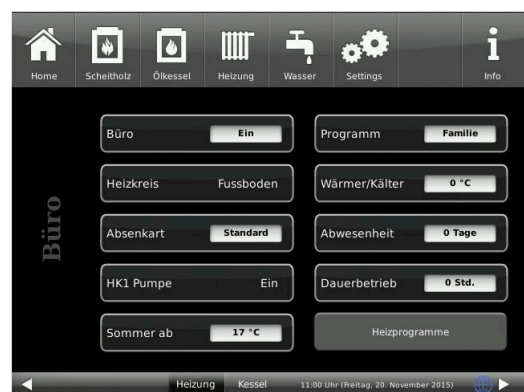 Home Scheitholz Ölkessel Heizung Wasser Settings Info
Büro
Büro Ein
Programm Familie
Heizkreis Fussboden
Wärmer/Kälter 0 °C
Absenkart Standard
Abwesenheit 0 Tage
HK1 Pumpe Ein
Dauerbetrieb 0 Std.
Sommer ab 17 °C
Heizprogramme
Heizung Kessel 11:00 Uhr (Freitag, 20. November 2015)